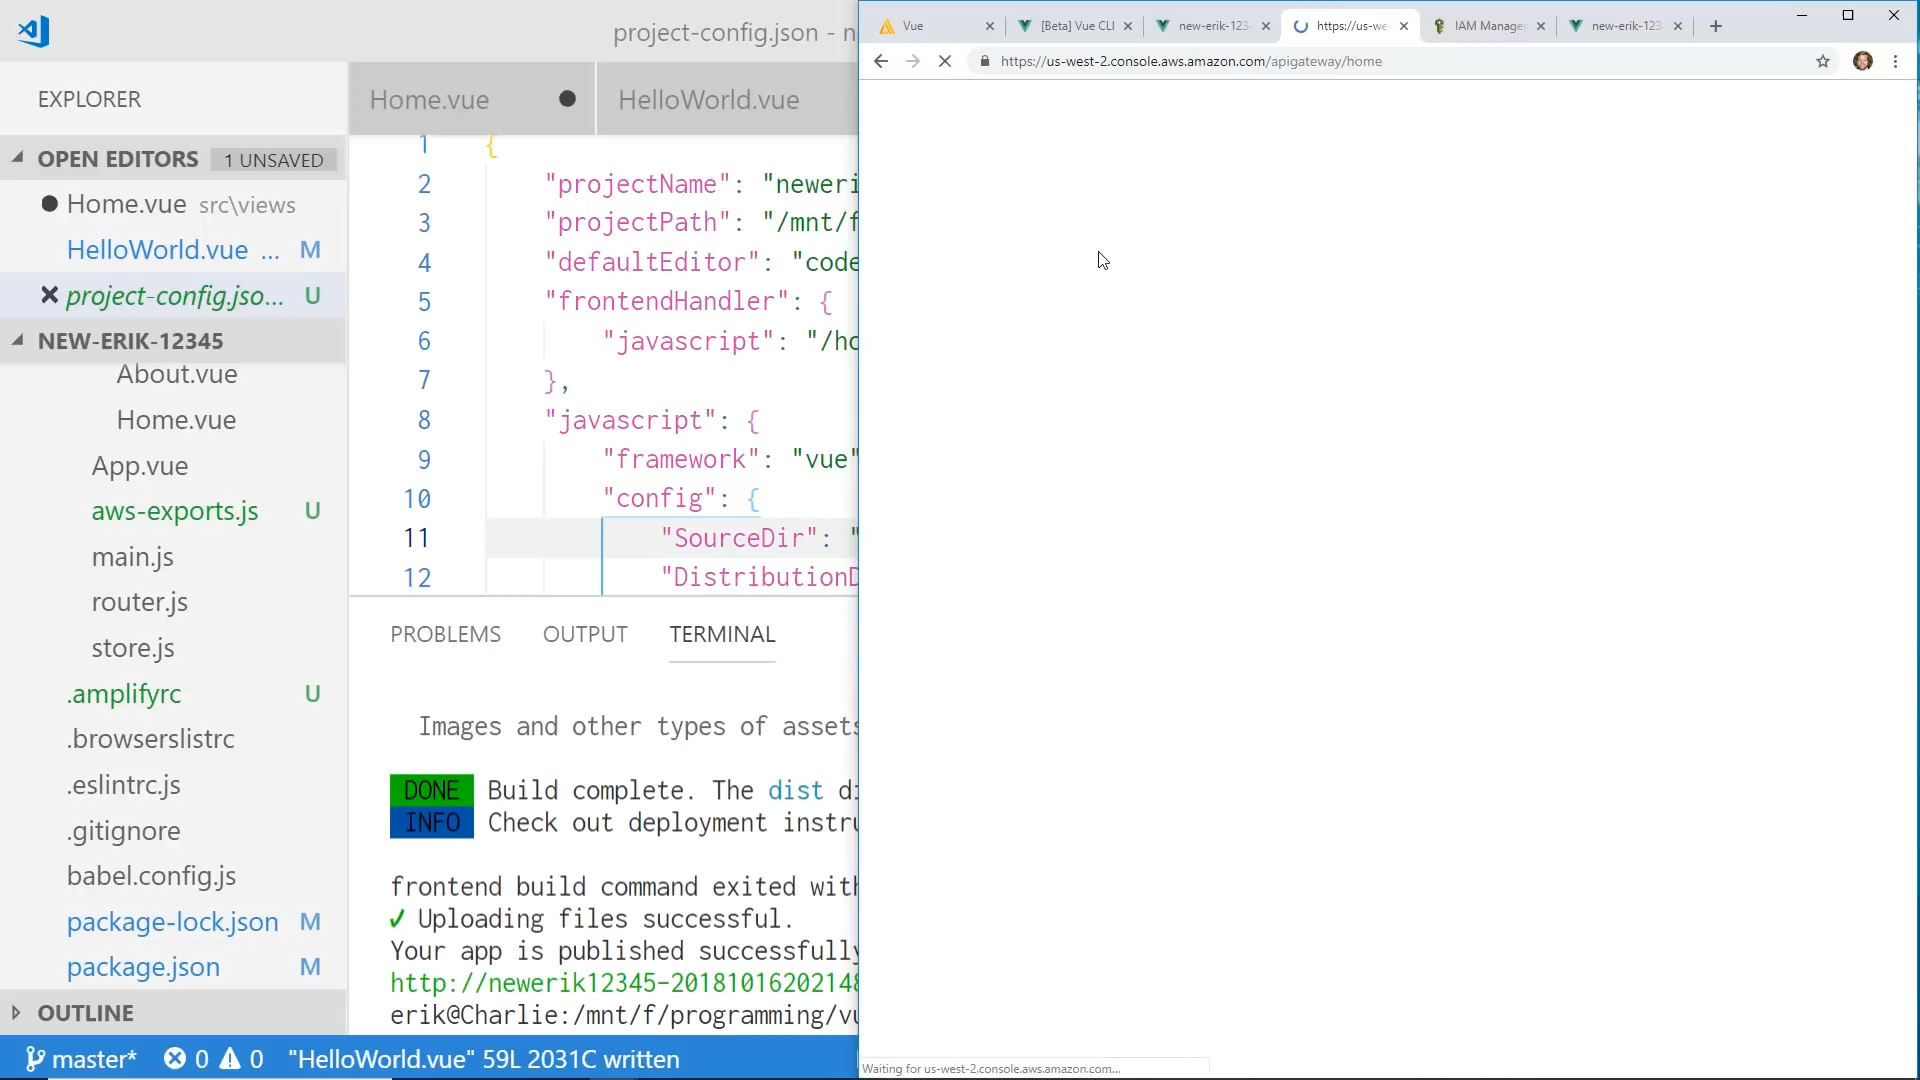 project-config.json - n
EXPLORER
OPEN EDITORS 1 UNSAVED
Home.vue src\views
HelloWorld.vue ... M
project-config.jso... U
NEW-ERIK-12345
About.vue
Home.vue
App.vue
aws-exports.js U
main.js
router.js
store.js
.amplifyrc U
.browserslistrc
.eslintrc.js
.gitignore
babel.config.js
package-lock.json M
package.json M
OUTLINE
master* 0 0 "HelloWorld.vue" 59L 2031C written
Home.vue HelloWorld.vue
1 {
2 "projectName": "neweri
3 "projectPath": "/mnt/f
4 "defaultEditor": "code
5 "frontendHandler": {
6 "javascript": "/ho
7 },
8 "javascript": {
9 "framework": "vue"
10 "config": {
11 "SourceDir": "
12 "DistributionD
PROBLEMS OUTPUT TERMINAL
Images and other types of assets
DONE Build complete. The dist di
INFO Check out deployment instru
frontend build command exited with
✓ Uploading files successful.
Your app is published successfully
http://newerik12345-20181016202148
erik@Charlie:/mnt/f/programming/vu
Vue [Beta] Vue CLI new-erik-123 https://us-we IAM Manage new-erik-123
https://us-west-2.console.aws.amazon.com/apigateway/home
Waiting for us-west-2.console.aws.amazon.com...